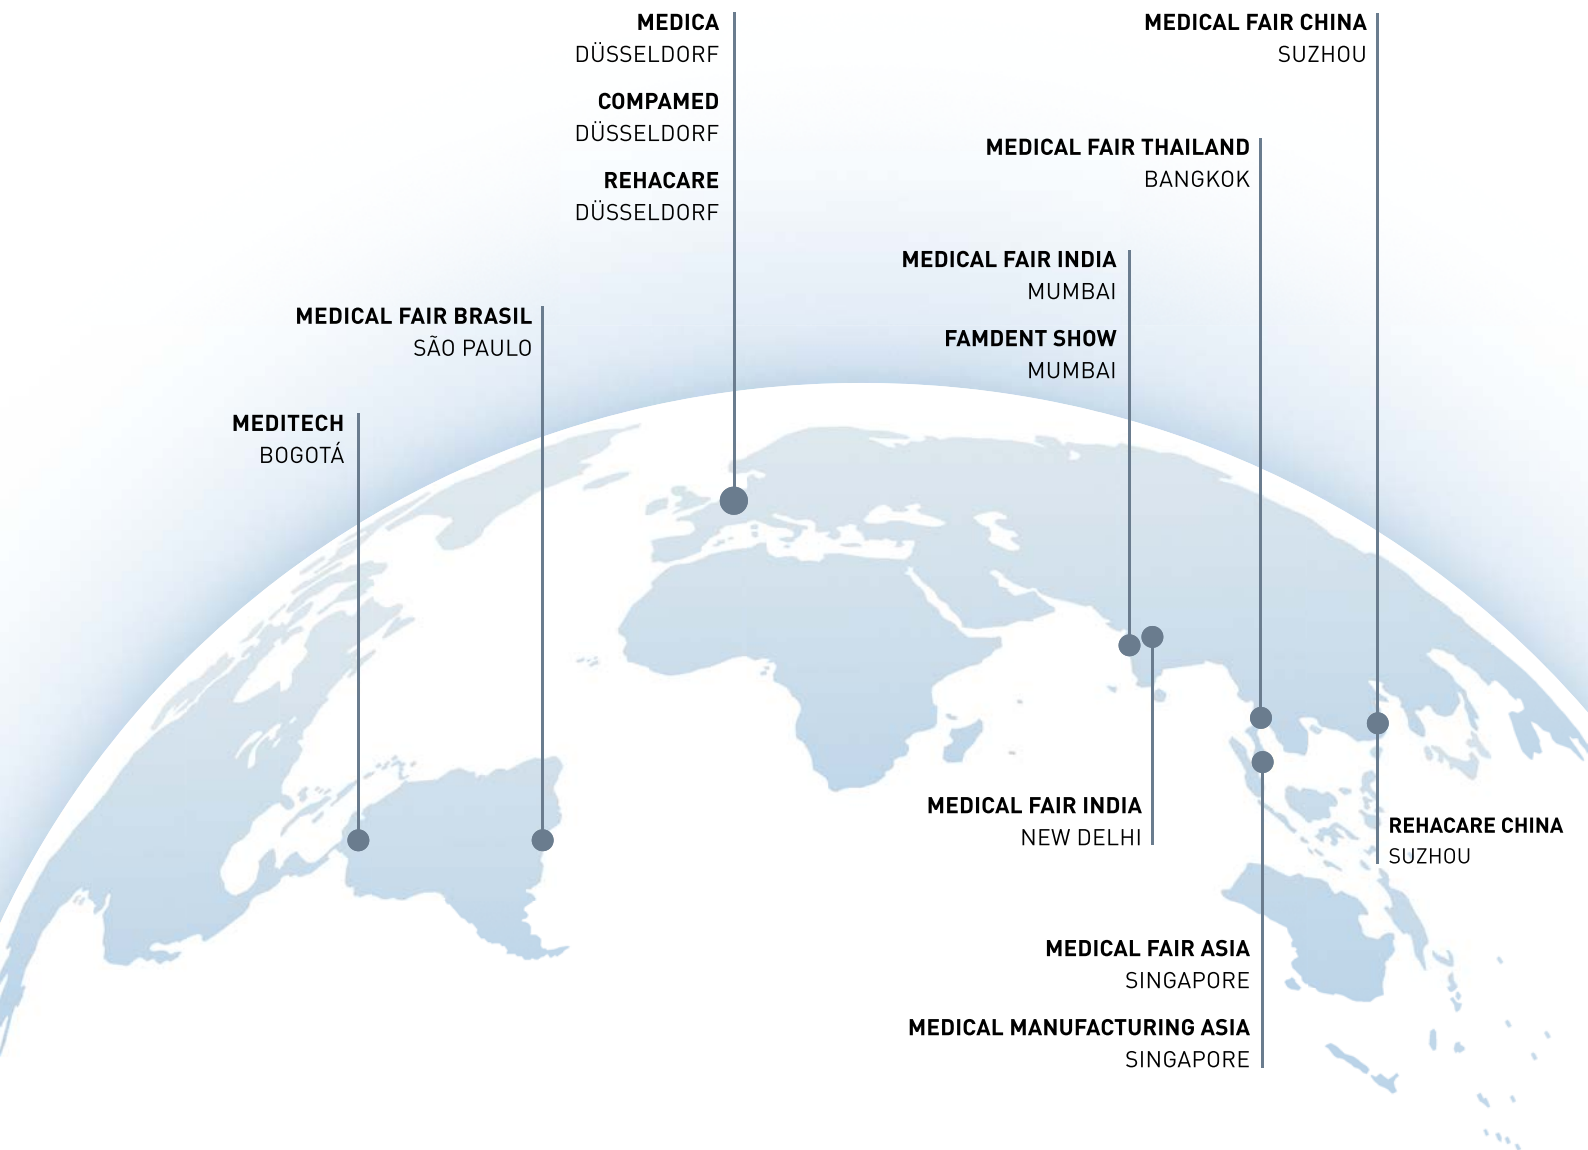 MEDICA
DÜSSELDORF
COMPAMED
DÜSSELDORF
REHACARE
DÜSSELDORF
MEDICAL FAIR CHINA
SUZHOU
MEDICAL FAIR THAILAND
BANGKOK
MEDICAL FAIR INDIA
MUMBAI
FAMDENT SHOW
MUMBAI
MEDICAL FAIR BRASIL
SÃO PAULO
MEDITECH
BOGOTÁ
MEDICAL FAIR INDIA
NEW DELHI
REHACARE CHINA
SUZHOU
MEDICAL FAIR ASIA
SINGAPORE
MEDICAL MANUFACTURING ASIA
SINGAPORE